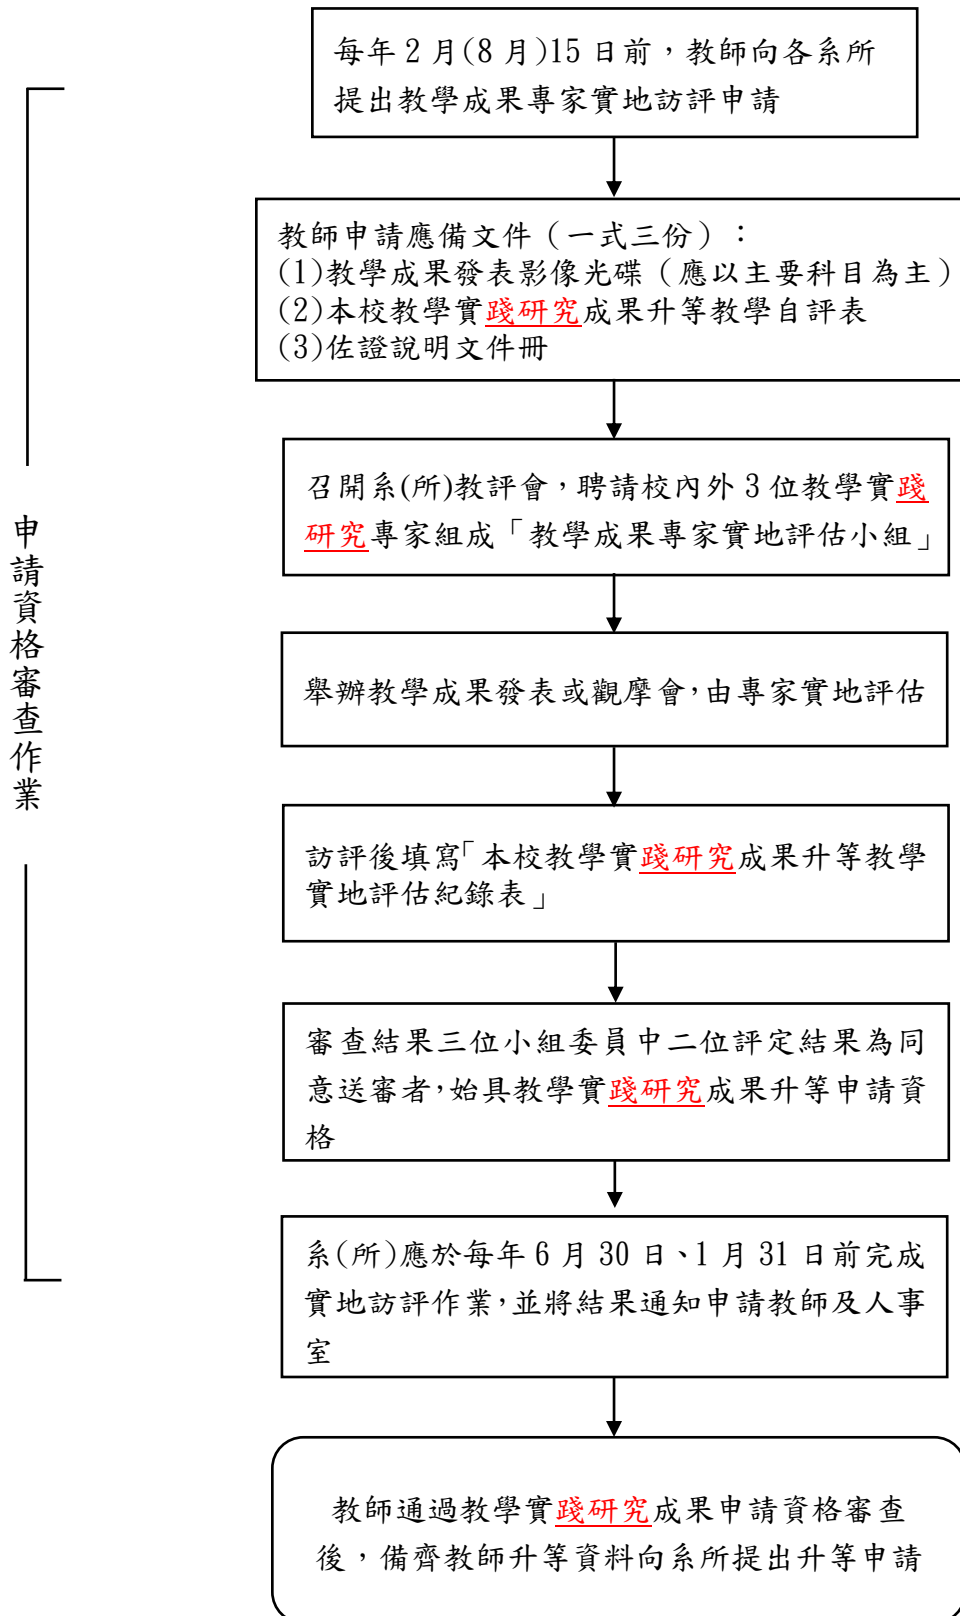 每年 2 月(8 月)15 日前，教師向各系所
提出教學成果專家實地訪評申請
教師申請應備文件（一式三份）：
(1)教學成果發表影像光碟（應以主要科目為主）
(2)本校教學實踐研究成果升等教學自評表
(3)佐證說明文件冊
召開系(所)教評會，聘請校內外 3 位教學實踐
研究專家組成「教學成果專家實地評估小組」
申請資格審查作業
舉辦教學成果發表或觀摩會，由專家實地評估
訪評後填寫「本校教學實踐研究成果升等教學
實地評估紀錄表」
審查結果三位小組委員中二位評定結果為同
意送審者，始具教學實踐研究成果升等申請資
格
系(所)應於每年 6 月 30 日、1 月 31 日前完成
實地訪評作業，並將結果通知申請教師及人事
室
教師通過教學實踐研究成果申請資格審查
後，備齊教師升等資料向系所提出升等申請